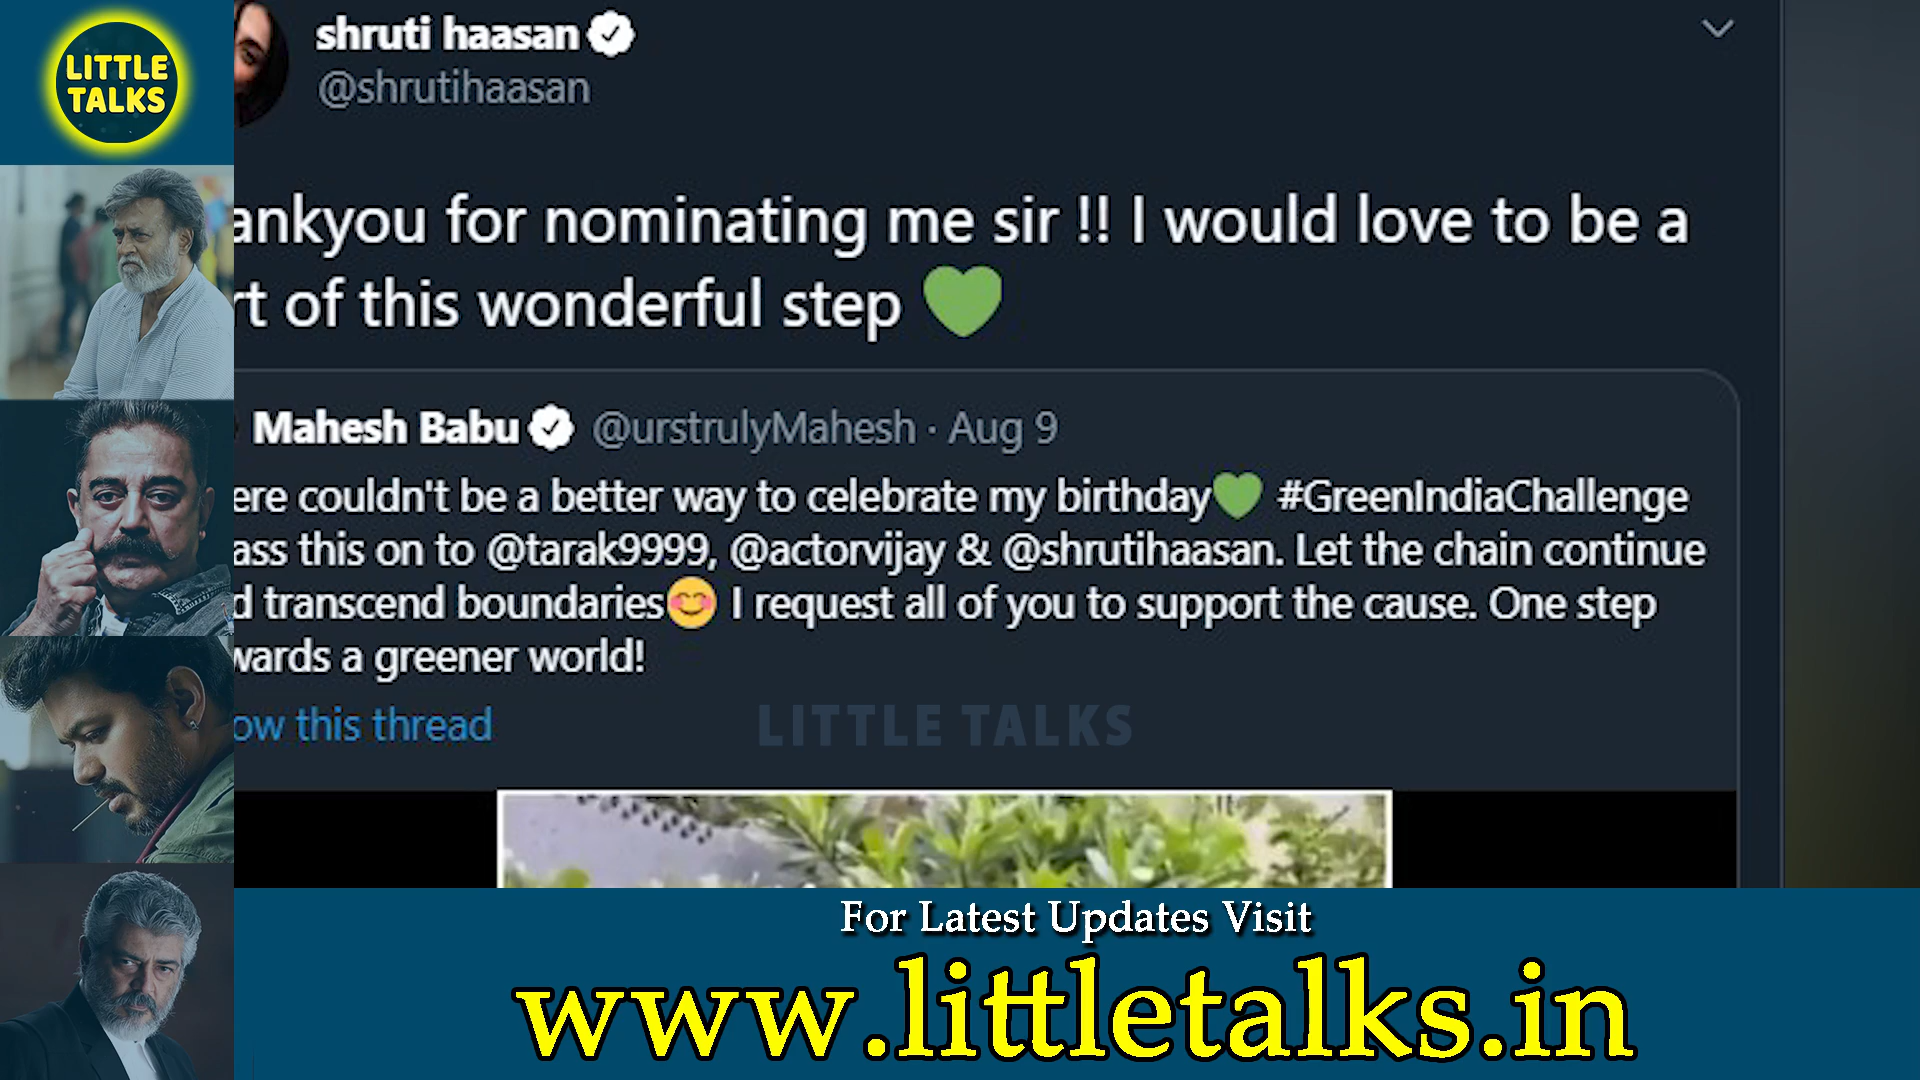 LITTLE
TALKS
shruti haasan
@shrutihaasan
ankyou for nominating me sir !! I would love to be a
rt of this wonderful step 💚
Mahesh Babu @urstrulyMahesh · Aug 9
ere couldn't be a better way to celebrate my birthday💚 #GreenIndiaChallenge
ass this on to @tarak9999, @actorvijay & @shrutihaasan. Let the chain continue
d transcend boundaries😊 I request all of you to support the cause. One step
wards a greener world!
ow this thread
LITTLE TALKS
For Latest Updates Visit
www.littletalks.in